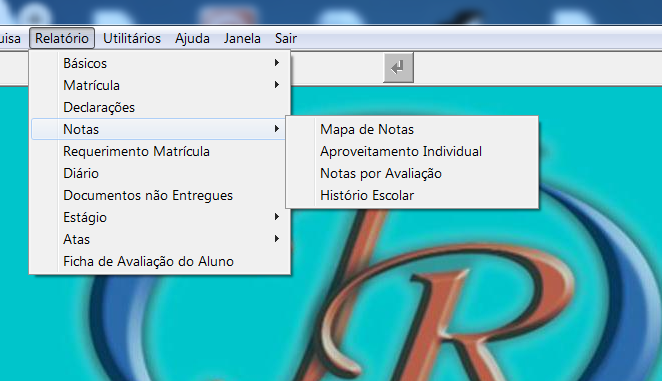 uisa Relatório Utilitários Ajuda Janela Sair
Básicos
Matrícula
Declarações
Notas
Requerimento Matrícula
Diário
Documentos não Entregues
Estágio
Atas
Ficha de Avaliação do Aluno
Mapa de Notas
Aproveitamento Individual
Notas por Avaliação
Histório Escolar
R